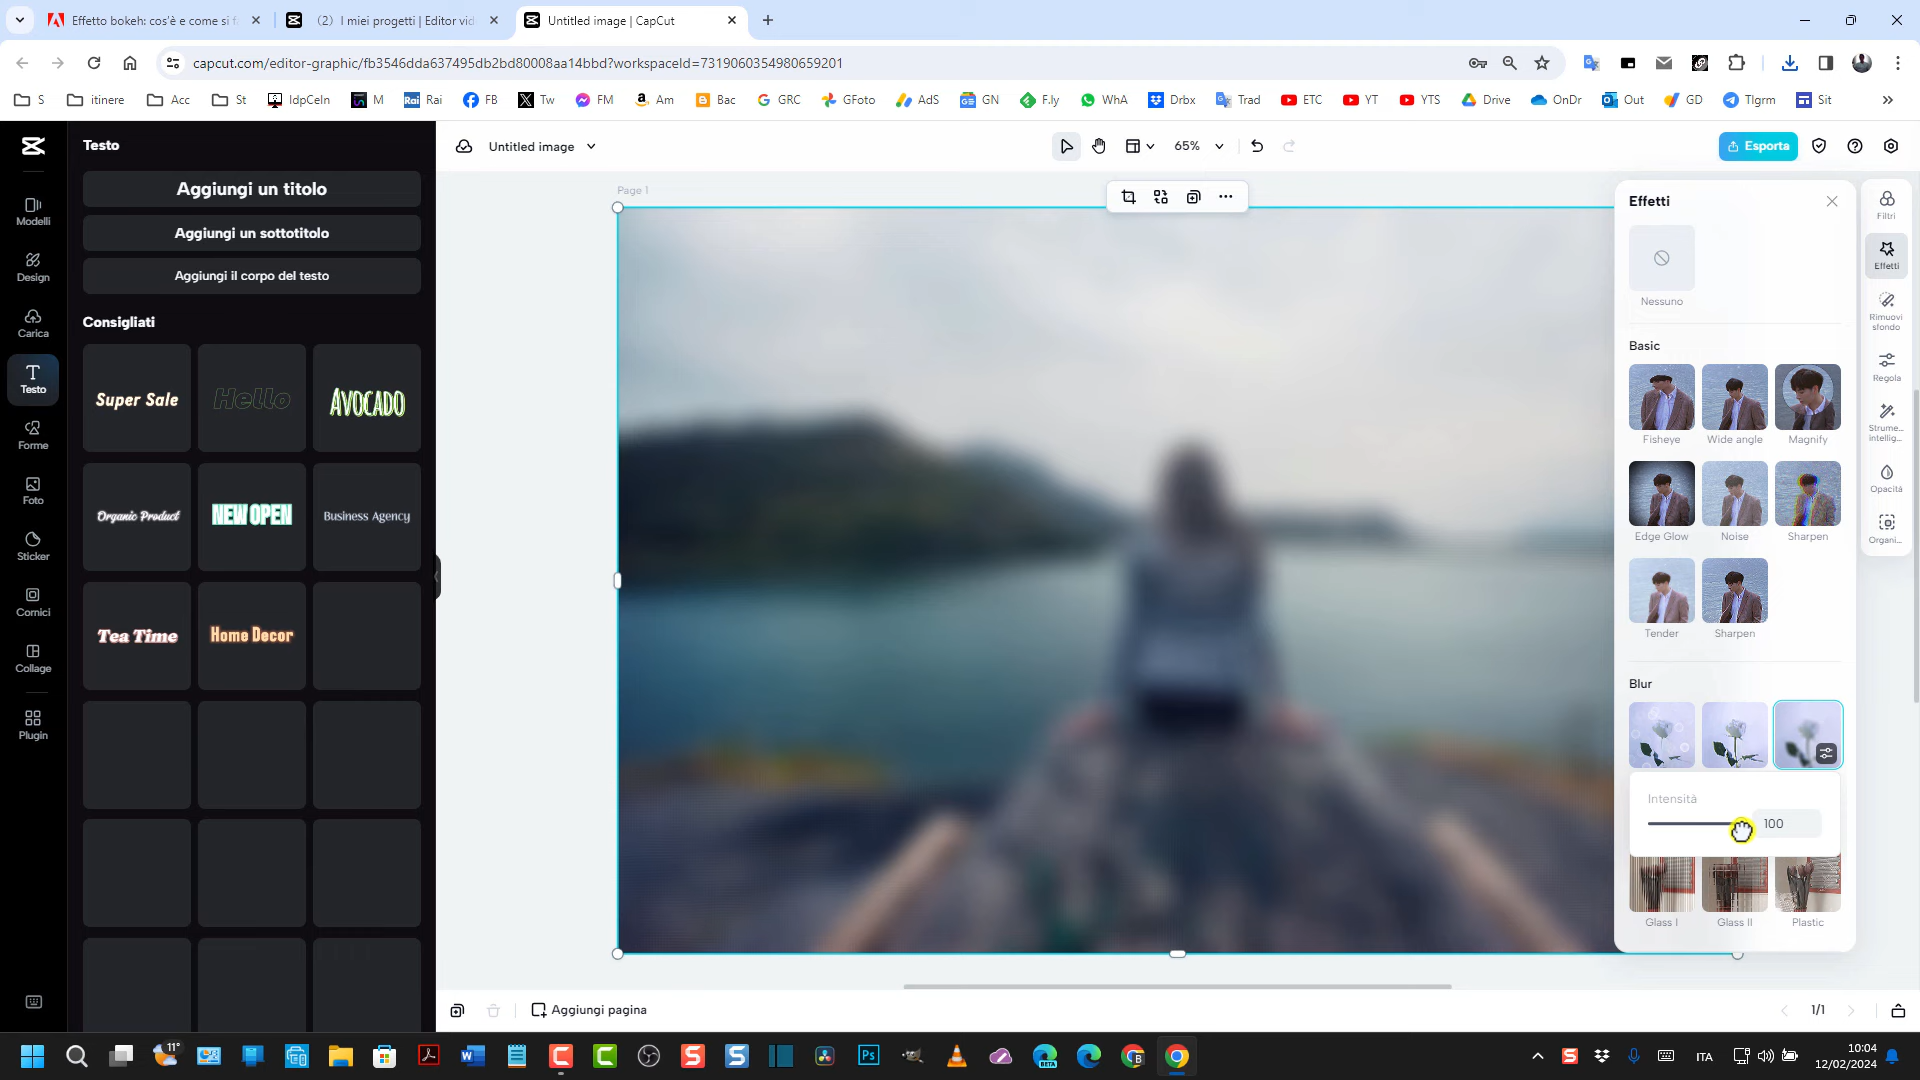 Effetto bokeh: cos'è e come si f
（2） I miei progetti | Editor vid
Untitled image | CapCut
capcut.com/editor-graphic/fb3546dda637495db2bd80008aa14bbd?workspaceId=7319060354980659201
S
itinere
Acc
St
IdpCeIn
M
Rai
FB
Tw
FM
Am
Bac
GRC
GFoto
AdS
GN
F.ly
WhA
Drbx
Trad
ETC
YT
YTS
Drive
OnDr
Out
GD
Tlgrm
Sit
Modelli
Design
Carica
Testo
Forme
Foto
Sticker
Cornici
Collage
Plugin
Testo
Aggiungi un titolo
Aggiungi un sottotitolo
Aggiungi il corpo del testo
Consigliati
Super Sale
Hello
AVOCADO
Organic Product
NEW OPEN
Business Agency
Tea Time
Home Decor
Untitled image
65%
Esporta
Page 1
Effetti
Nessuno
Basic
Fisheye
Wide angle
Magnify
Edge Glow
Noise
Sharpen
Tender
Sharpen
Blur
Intensità
100
Glass I
Glass II
Plastic
Filtri
Effetti
Rimuovi
sfondo
Regola
Strume...
intellig...
Opacità
Organi...
Aggiungi pagina
1/1
11°
ITA
10:04
12/02/2024